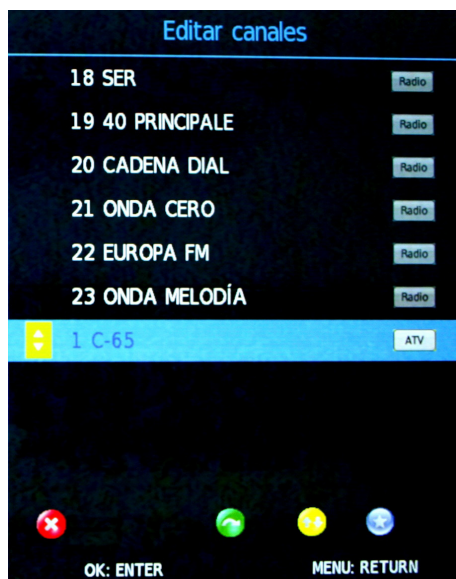 Editar canales
18 SER Radio
19 40 PRINCIPALE Radio
20 CADENA DIAL Radio
21 ONDA CERO Radio
22 EUROPA FM Radio
23 ONDA MELODÍA Radio
1 C-65 ATV
OK: ENTER MENU: RETURN